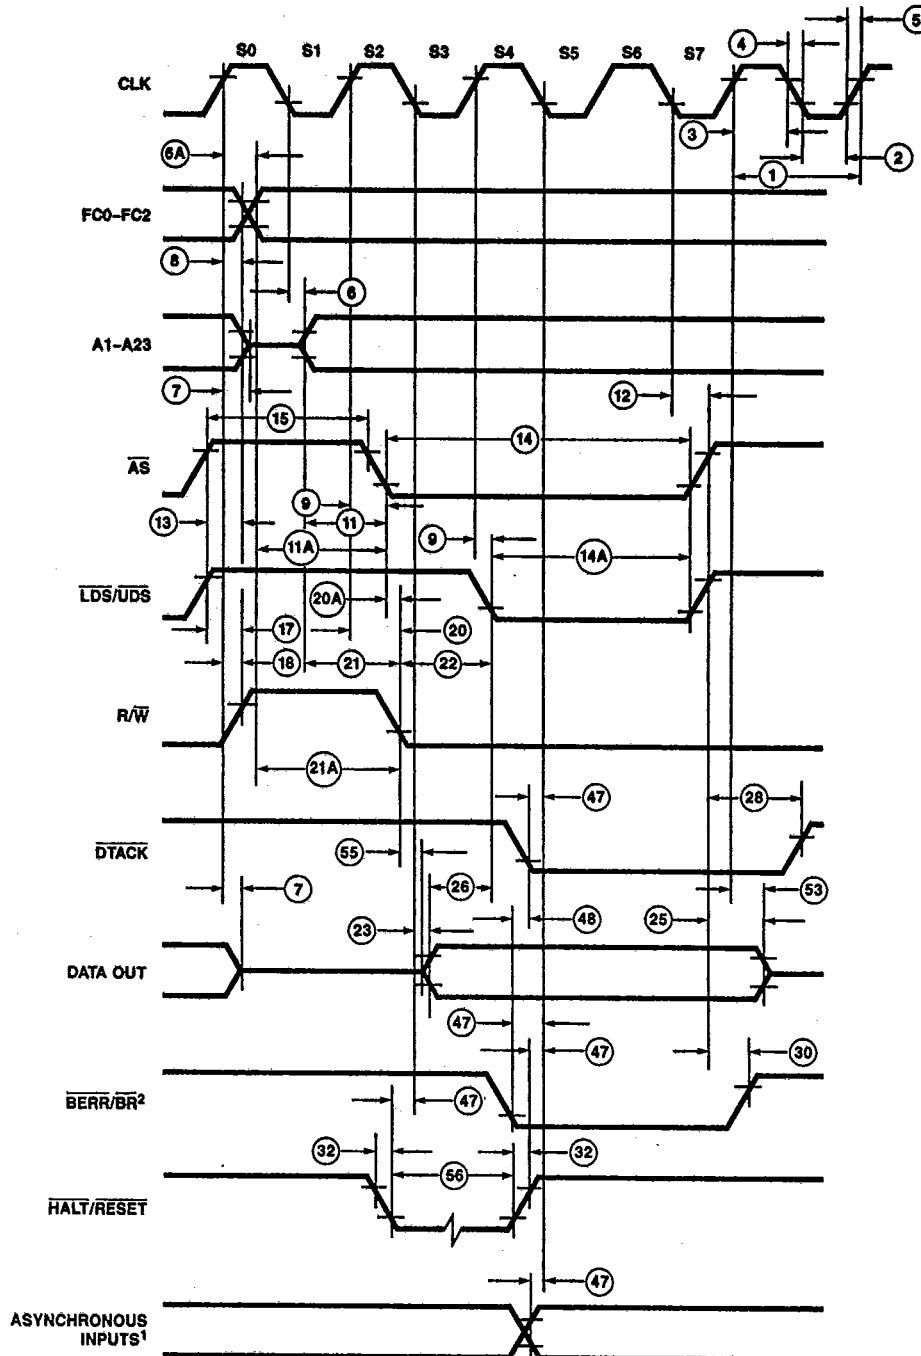 S0 S1 S2 S3 S4 S5 S6 S7
4
5
CLK
3
2
1
6A
FC0–FC2
8
6
A1–A23
7
12
15
14
AS
9
13
11
9
11A
14A
LDS/UDS
20A
17
20
18
21
22
R/W
21A
47
28
DTACK
55
7
26
53
48
25
23
DATA OUT
47
47
30
BERR/BR²
47
32
32
56
HALT/RESET
47
ASYNCHRONOUS
INPUTS¹